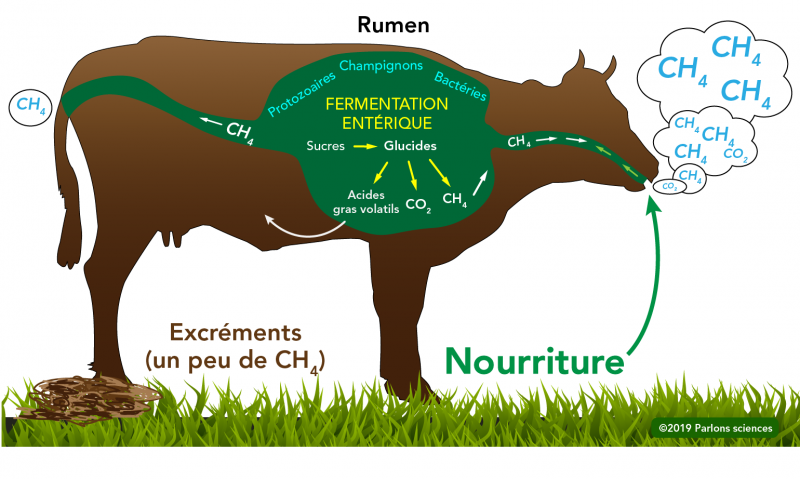 Rumen
Protozoaires
Champignons
Bactéries
FERMENTATION
ENTÉRIQUE
Sucres
Glucides
Acides
gras volatils
CO₂
CH₄
CH₄
CH₄
CH₄
CH₄
CH₄
CH₄
CH₄
CH₄
CH₄
CO₂
CH₄
CO₂
Excréments
(un peu de CH₄)
Nourriture
©2019 Parlons sciences